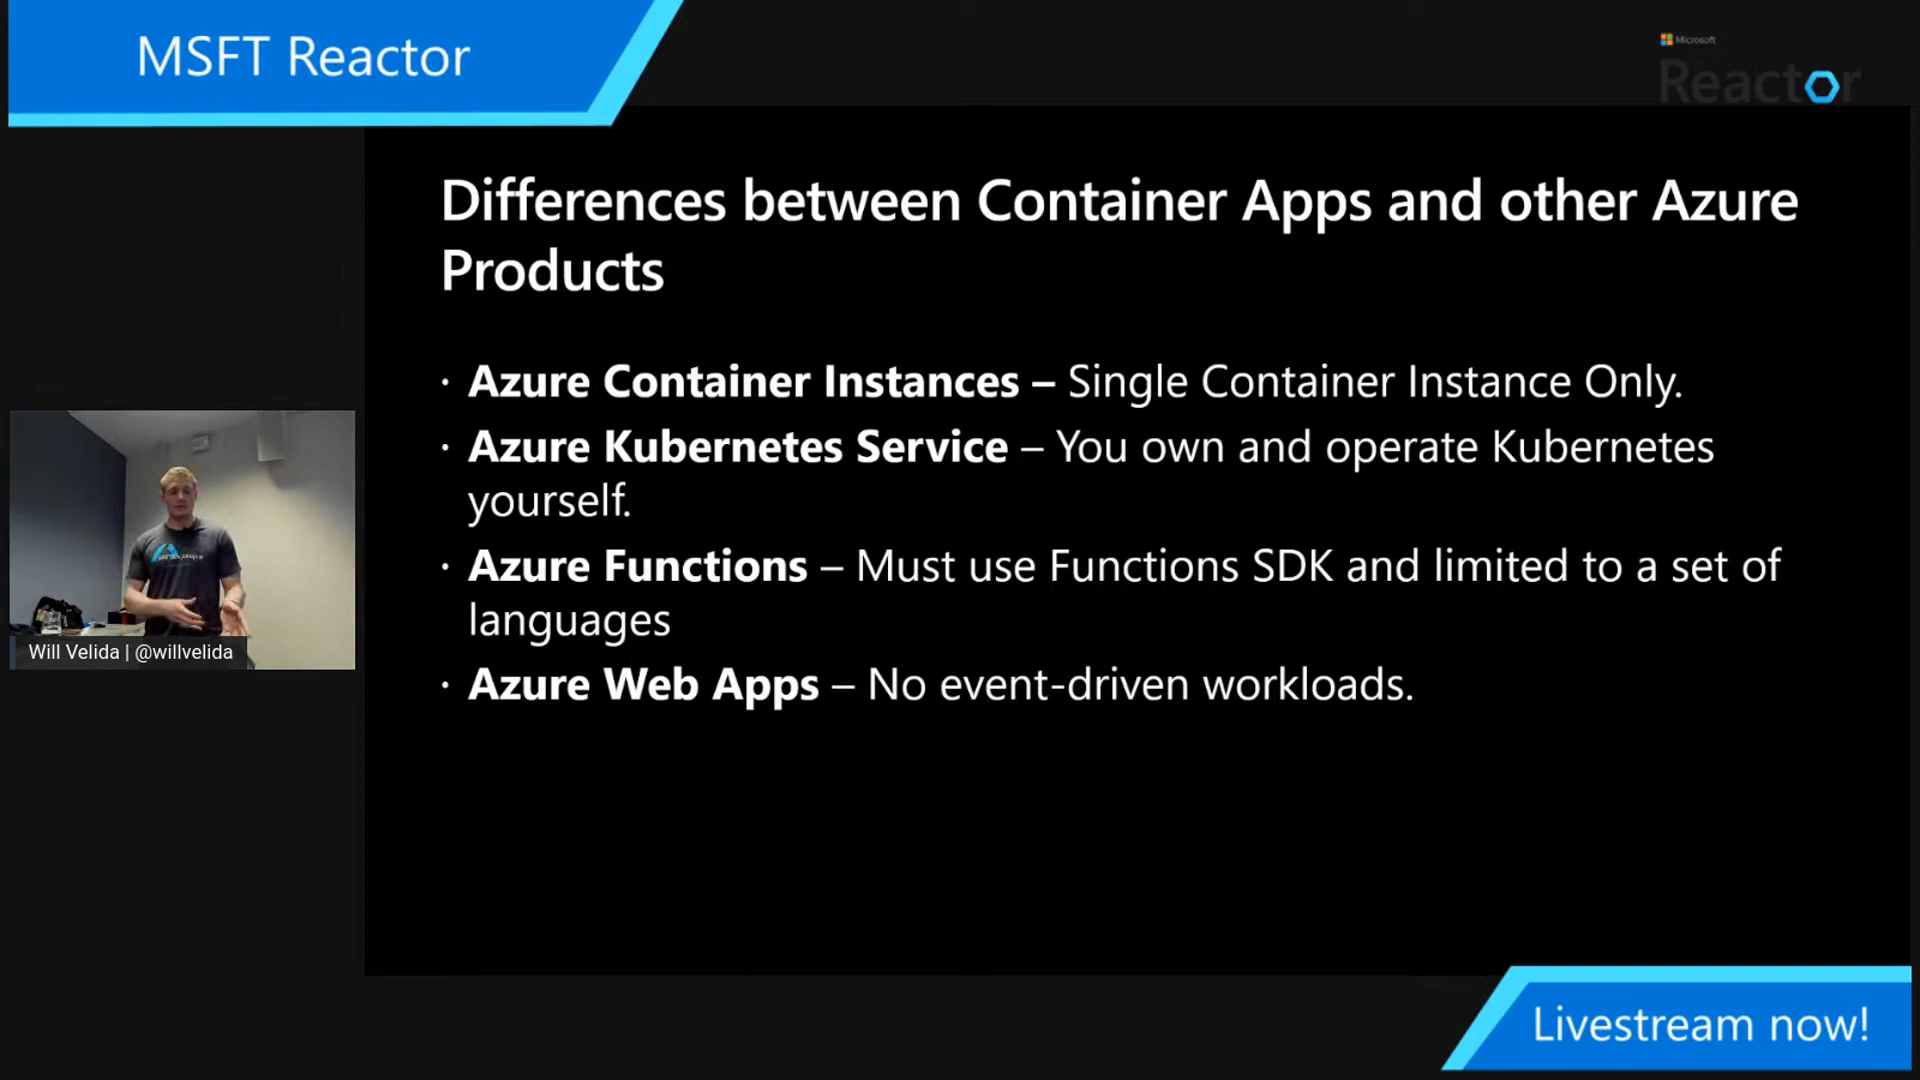 MSFT Reactor
Microsoft
Reactor
Differences between Container Apps and other Azure
Products
· Azure Container Instances – Single Container Instance Only.
· Azure Kubernetes Service – You own and operate Kubernetes
yourself.
· Azure Functions – Must use Functions SDK and limited to a set of
languages
· Azure Web Apps – No event-driven workloads.
Will Velida | @willvelida
Livestream now!